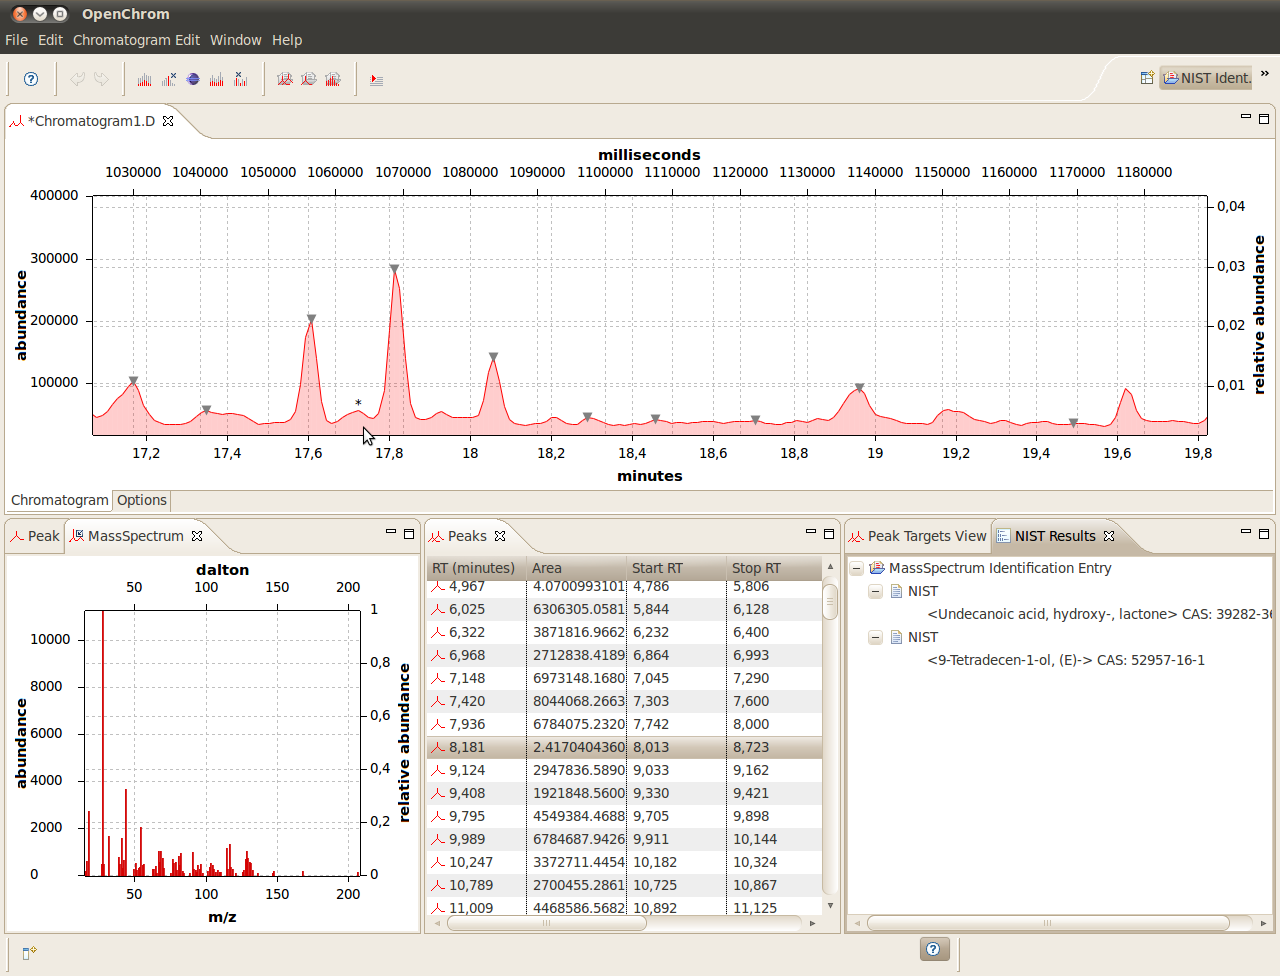 OpenChrom
File Edit Chromatogram Edit Window Help
NIST Ident. »
*Chromatogram1.D
milliseconds
1030000 1040000 1050000 1060000 1070000 1080000 1090000 1100000 1110000 1120000 1130000 1140000 1150000 1160000 1170000 1180000
400000
300000
200000
100000
abundance
0,04
0,03
0,02
0,01
relative abundance
*
17,2 17,4 17,6 17,8 18 18,2 18,4 18,6 18,8 19 19,2 19,4 19,6 19,8
minutes
Chromatogram Options
Peak MassSpectrum
dalton
50 100 150 200
10000
8000
6000
4000
2000
0
abundance
1
0,8
0,6
0,4
0,2
0
relative abundance
50 100 150 200
m/z
Peaks
RT (minutes) Area Start RT Stop RT
4,967 4.0700993101 4,786 5,806
6,025 6306305.0581 5,844 6,128
6,322 3871816.9662 6,232 6,400
6,968 2712838.4189 6,864 6,993
7,148 6973148.1680 7,045 7,290
7,420 8044068.2663 7,303 7,600
7,936 6784075.2320 7,742 8,000
8,181 2.4170404360 8,013 8,723
9,124 2947836.5890 9,033 9,162
9,408 1921848.5600 9,330 9,421
9,795 4549384.4688 9,705 9,898
9,989 6784687.9426 9,911 10,144
10,247 3372711.4454 10,182 10,324
10,789 2700455.2861 10,725 10,867
11,009 4468586.5682 10,892 11,125
Peak Targets View NIST Results
MassSpectrum Identification Entry
NIST
<Undecanoic acid, hydroxy-, lactone> CAS: 39282-36
NIST
<9-Tetradecen-1-ol, (E)-> CAS: 52957-16-1